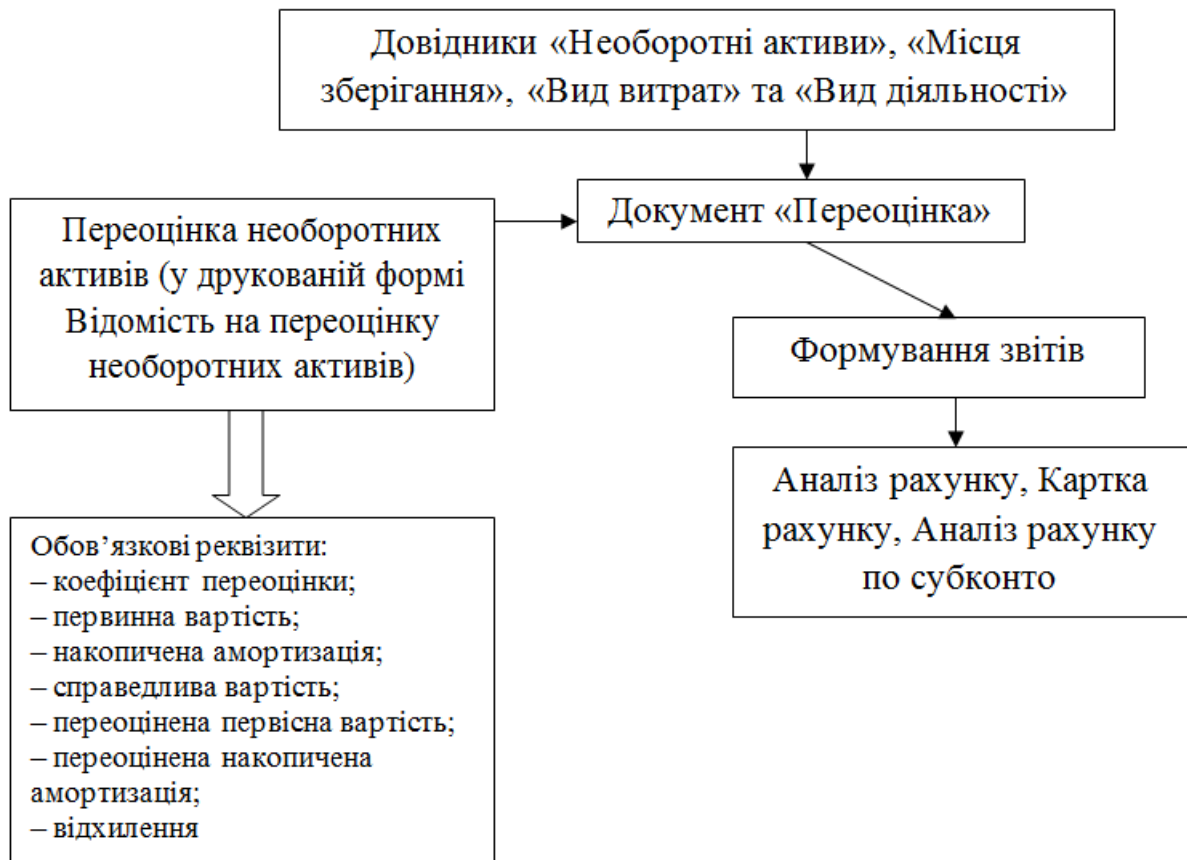 Довідники «Необоротні активи», «Місця
зберігання», «Вид витрат» та «Вид діяльності»
Документ «Переоцінка»
Переоцінка необоротних
активів (у друкованій формі
Відомість на переоцінку
необоротних активів)
Формування звітів
Аналіз рахунку, Картка
рахунку, Аналіз рахунку
по субконто
Обов’язкові реквізити:
– коефіцієнт переоцінки;
– первинна вартість;
– накопичена амортизація;
– справедлива вартість;
– переоцінена первісна вартість;
– переоцінена накопичена
амортизація;
– відхилення